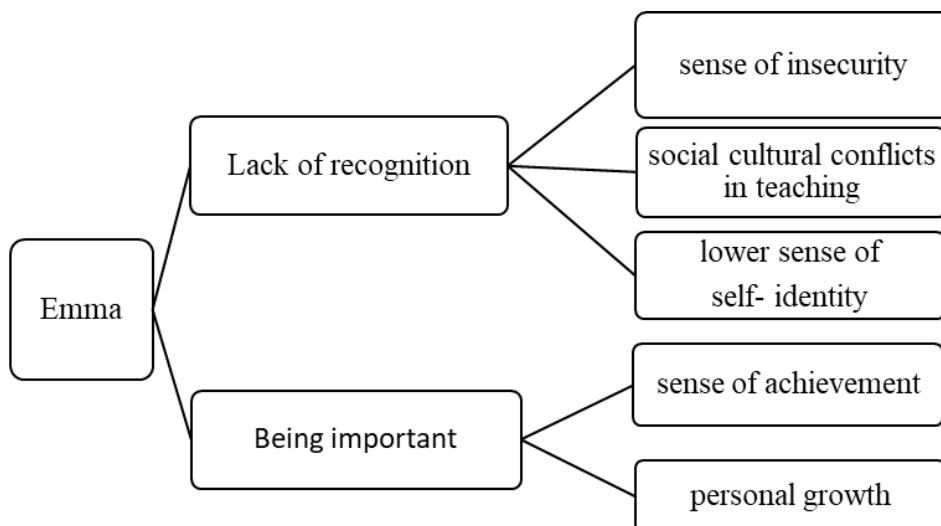 Emma
Lack of recognition
sense of insecurity
social cultural conflicts
in teaching
lower sense of
self- identity
Being important
sense of achievement
personal growth